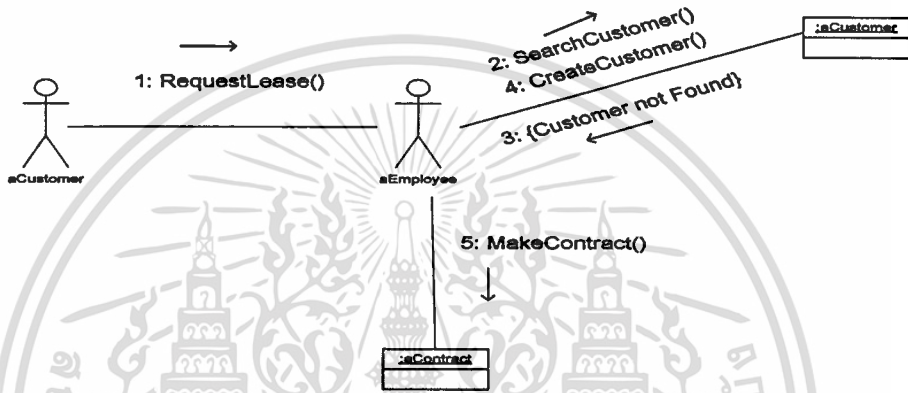 1: RequestLease()
2: SearchCustomer()
4: CreateCustomer()
3: {Customer not Found}
:aCustomer
aCustomer
aEmployee
5: MakeContract()
:aContract